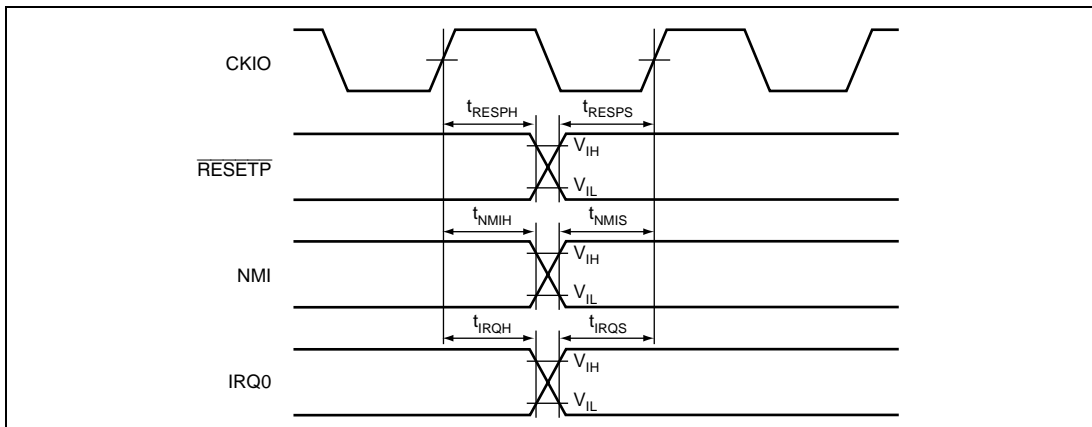 CKIO
tRESPH tRESPS
RESETP
VIH
VIL
tNMIH tNMIS
NMI
VIH
VIL
tIRQH tIRQS
IRQ0
VIH
VIL